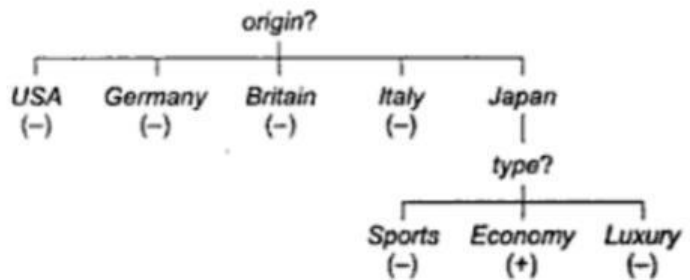 origin?
USA Germany Britain Italy Japan
(–) (–) (–) (–)
type?
Sports Economy Luxury
(–) (+) (–)